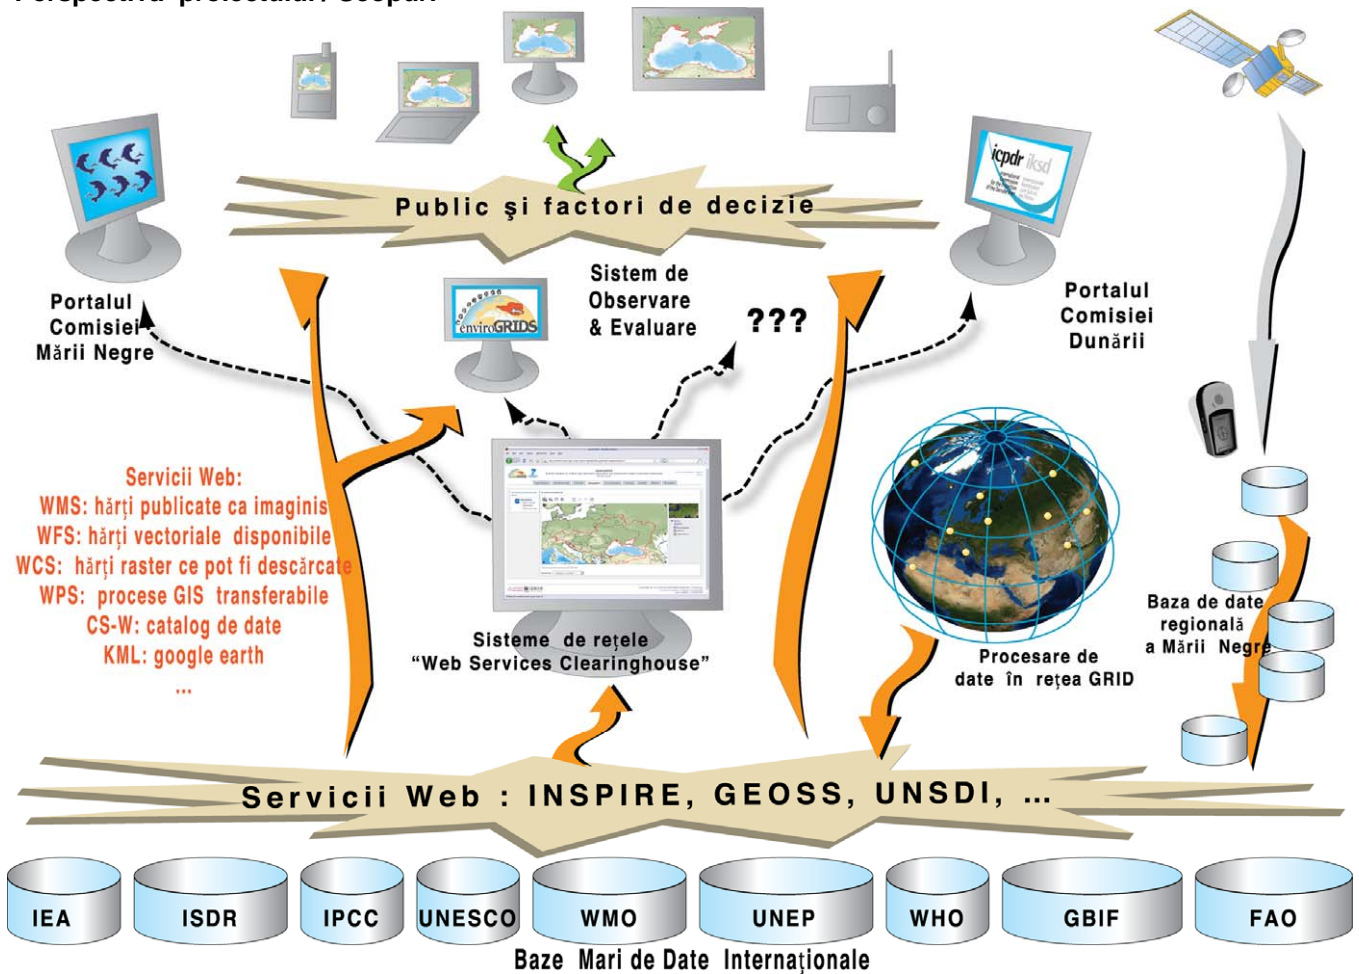 Perspectiva proiectului: Scopuri
icpdr iksd
Public şi factori de decizie
Portalul
Comisiei
Mării Negre
enviroGRIDS
Sistem de
Observare
& Evaluare
???
Portalul
Comisiei
Dunării
Servicii Web:
WMS: hărţi publicate ca imaginis
WFS: hărţi vectoriale disponibile
WCS: hărţi raster ce pot fi descărcate
WPS: procese GIS transferabile
CS-W: catalog de date
KML: google earth
...
Sisteme de reţele
“Web Services Clearinghouse”
Procesare de
date în reţea GRID
Baza de date
regională
a Mării Negre
Servicii Web : INSPIRE, GEOSS, UNSDI, ...
IEA
ISDR
IPCC
UNESCO
WMO
UNEP
WHO
GBIF
FAO
Baze Mari de Date Internaţionale